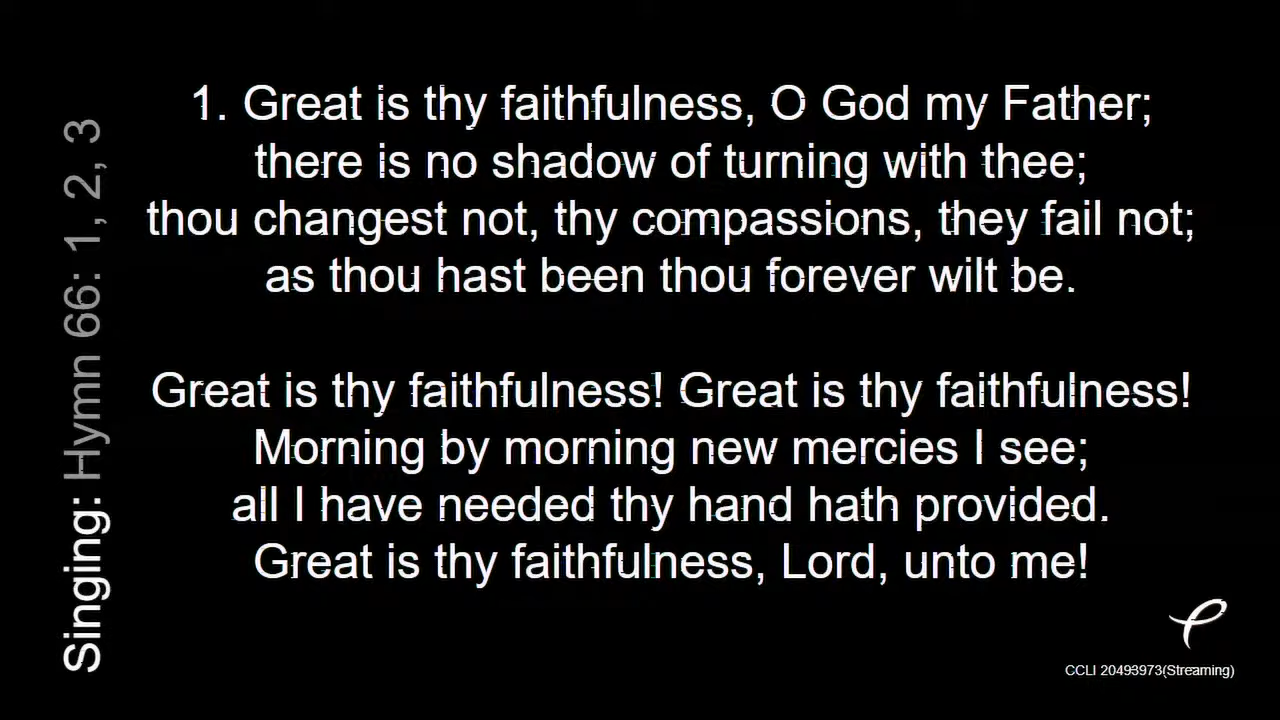 Singing: Hymn 66: 1, 2, 3
1. Great is thy faithfulness, O God my Father;
there is no shadow of turning with thee;
thou changest not, thy compassions, they fail not;
as thou hast been thou forever wilt be.
Great is thy faithfulness! Great is thy faithfulness!
Morning by morning new mercies I see;
all I have needed thy hand hath provided.
Great is thy faithfulness, Lord, unto me!
CCLI 20493973(Streaming)